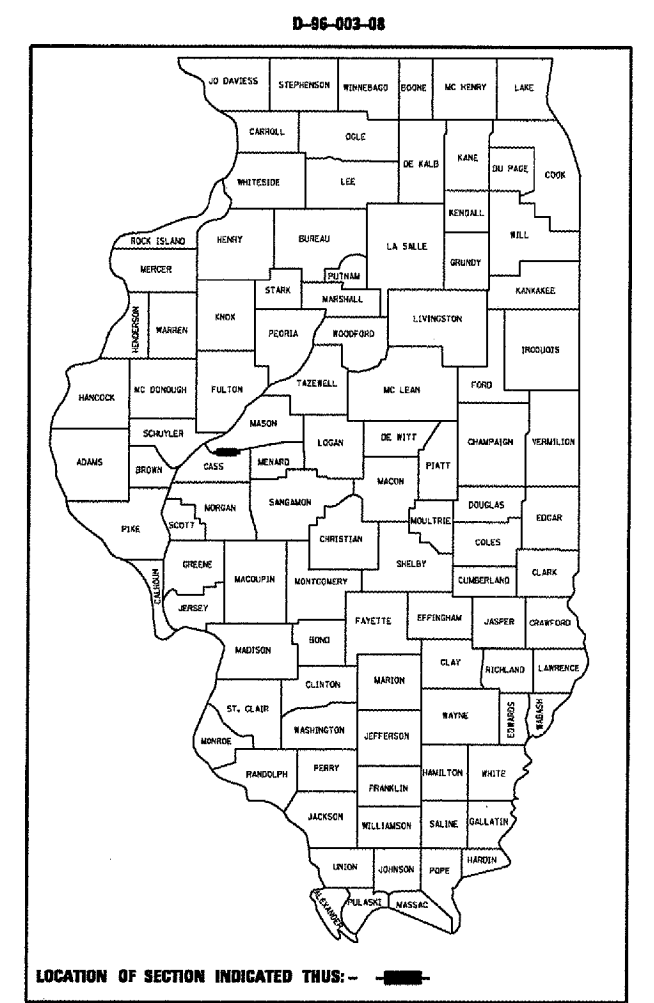 D-96-003-08
JO DAVIESS STEPHENSON WINNEBAGO BOONE MC HENRY LAKE
CARROLL OGLE
DE KALB KANE DU PAGE COOK
WHITESIDE LEE
KENDALL
ROCK ISLAND HENRY BUREAU LA SALLE WILL
GRUNDY
MERCER PUTNAM
STARK MARSHALL KANKAKEE
HENDERSON WARREN KNOX PEORIA WOODFORD LIVINGSTON IROQUOIS
HANCOCK MC DONOUGH FULTON TAZEWELL MC LEAN FORD
MASON
SCHUYLER LOGAN DE WITT CHAMPAIGN VERMILION
ADAMS BROWN CASS MENARD PIATT
MACON
PIKE SCOTT MORGAN SANGAMON MOULTRIE DOUGLAS EDGAR
CHRISTIAN COLES
CALHOUN GREENE MACOUPIN MONTGOMERY SHELBY CUMBERLAND CLARK
JERSEY
FAYETTE EFFINGHAM JASPER CRAWFORD
MADISON BOND
CLAY RICHLAND LAWRENCE
CLINTON MARION
ST. CLAIR WAYNE EDWARDS WABASH
MONROE WASHINGTON JEFFERSON
RANDOLPH PERRY HAMILTON WHITE
FRANKLIN
JACKSON WILLIAMSON SALINE GALLATIN
UNION JOHNSON POPE HARDIN
ALEXANDER PULASKI MASSAC
LOCATION OF SECTION INDICATED THUS:-